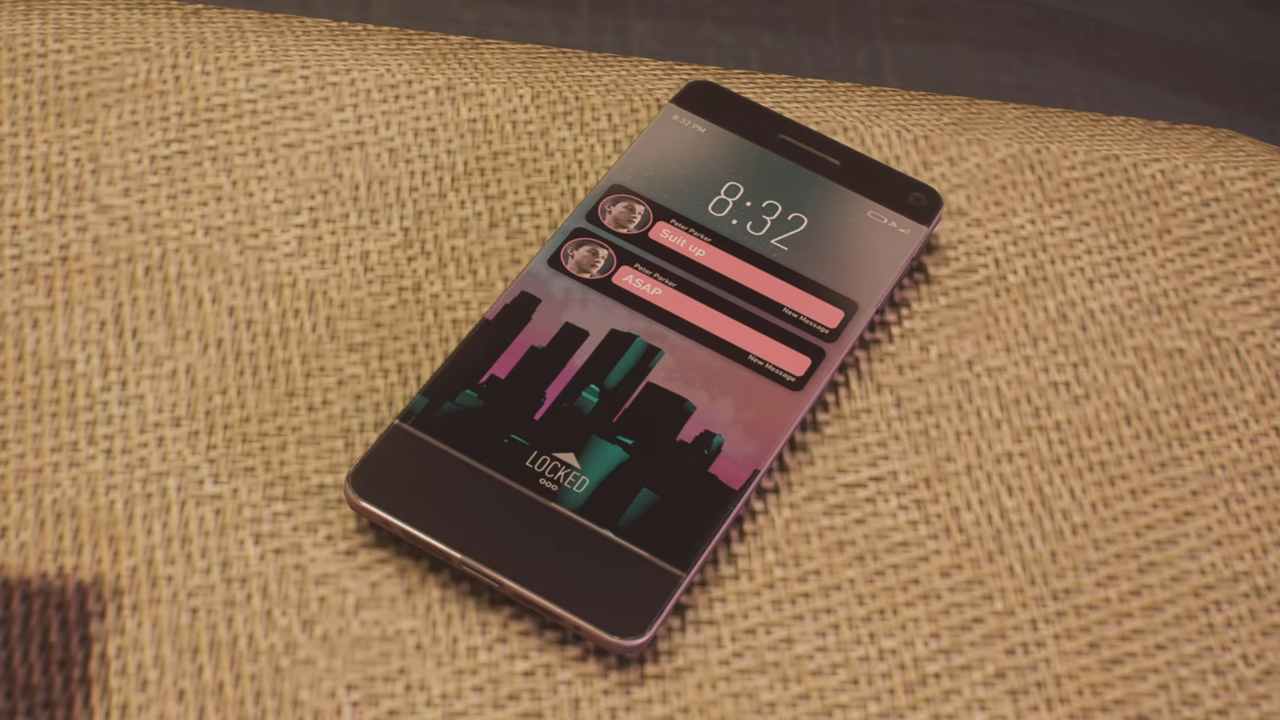 8:32 PM
8:32
Peter Parker
Suit up
New Message
Peter Parker
ASAP
New Message
LOCKED